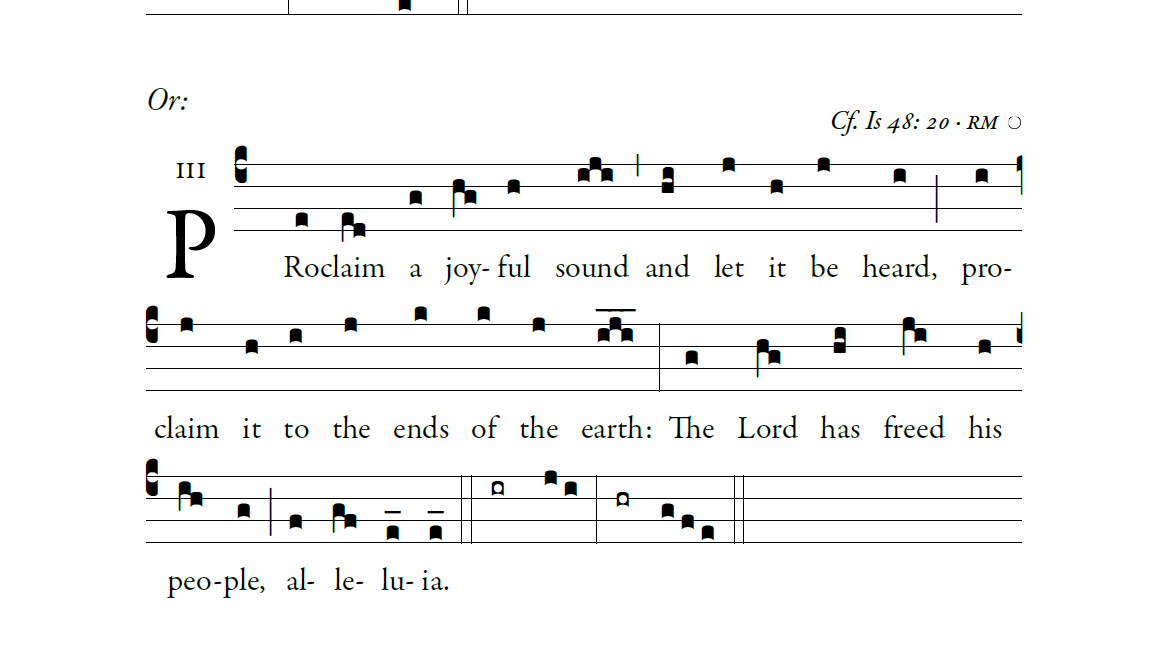 Or:
Cf. Is 48: 20 · RM
III
PRoclaim a joy- ful sound and let it be heard, pro-
claim it to the ends of the earth: The Lord has freed his
peo-ple, al- le- lu- ia.